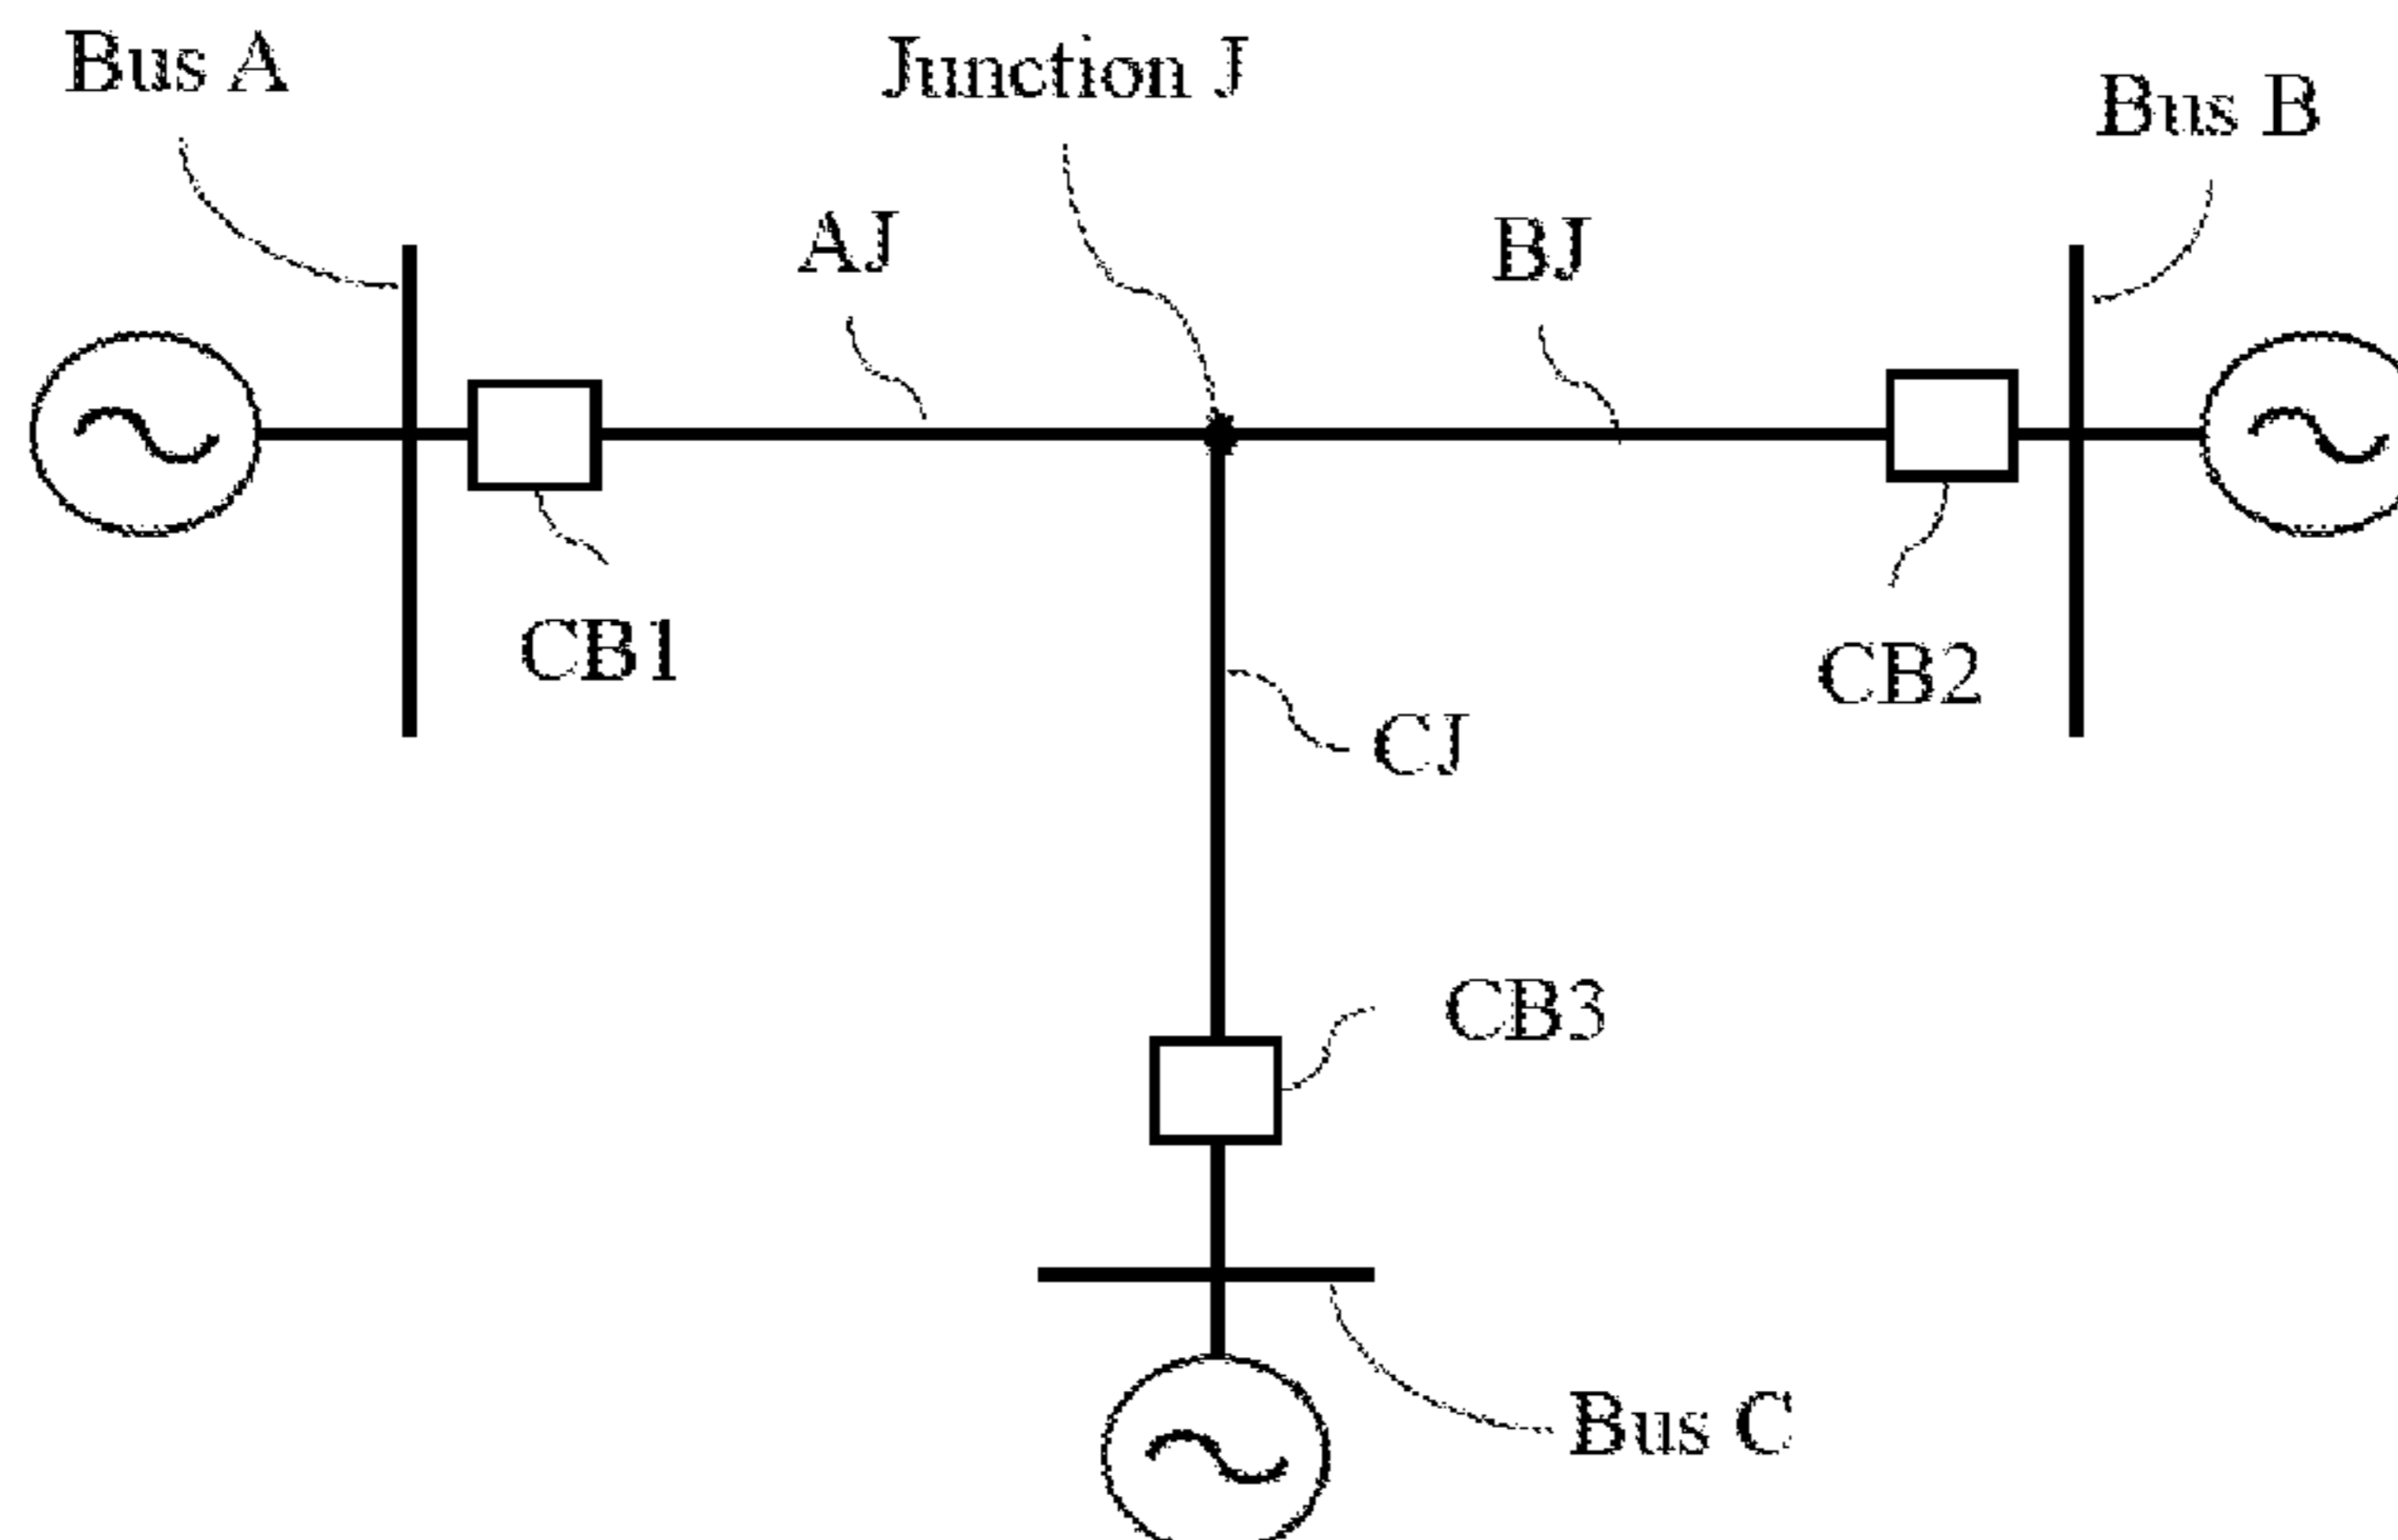 Bus A
Junction J
Bus B
AJ
BJ
CB1
CB2
CJ
CB3
Bus C